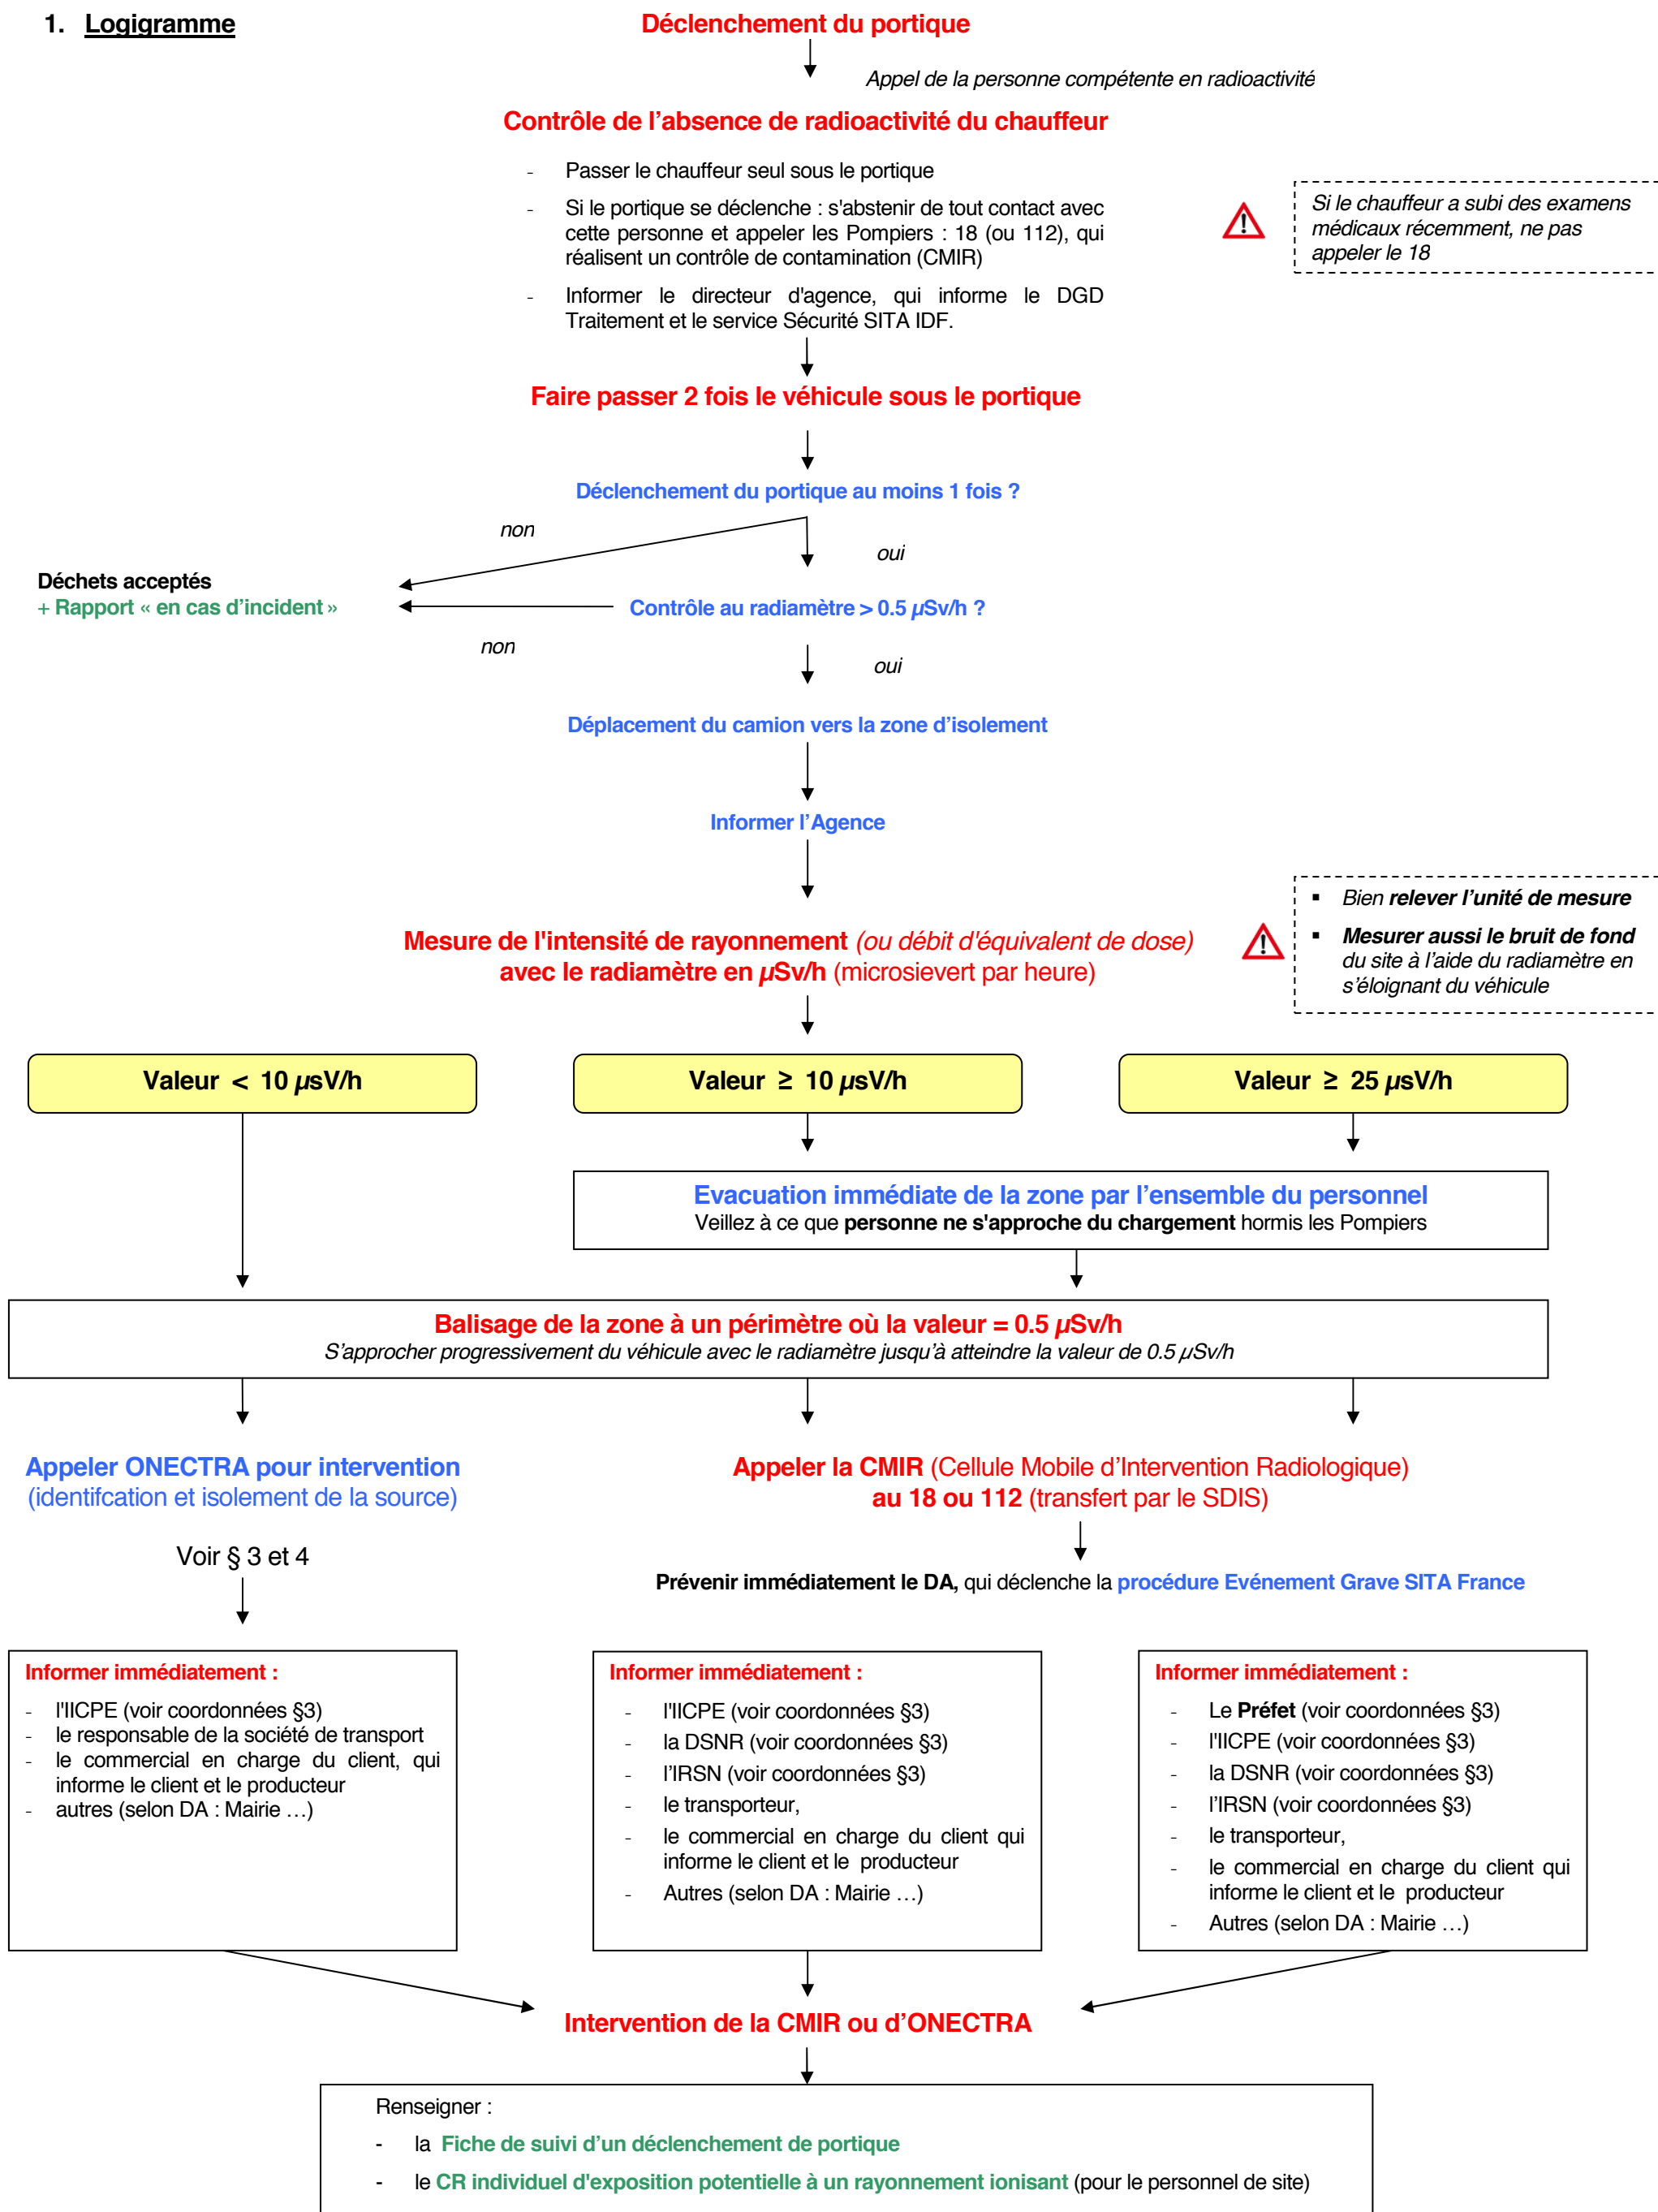 1. Logigramme
Déclenchement du portique
Appel de la personne compétente en radioactivité
Contrôle de l'absence de radioactivité du chauffeur
- Passer le chauffeur seul sous le portique
- Si le portique se déclenche : s'abstenir de tout contact avec
cette personne et appeler les Pompiers : 18 (ou 112), qui
réalisent un contrôle de contamination (CMIR)
- Informer le directeur d'agence, qui informe le DGD
Traitement et le service Sécurité SITA IDF.
Si le chauffeur a subi des examens
médicaux récemment, ne pas
appeler le 18
Faire passer 2 fois le véhicule sous le portique
Déclenchement du portique au moins 1 fois ?
non
oui
Déchets acceptés
+ Rapport « en cas d'incident »
Contrôle au radiamètre > 0.5 µSv/h ?
non
oui
Déplacement du camion vers la zone d'isolement
Informer l'Agence
Mesure de l'intensité de rayonnement (ou débit d'équivalent de dose)
avec le radiamètre en µSv/h (microsievert par heure)
▪ Bien relever l'unité de mesure
▪ Mesurer aussi le bruit de fond
du site à l'aide du radiamètre en
s'éloignant du véhicule
Valeur < 10 µsV/h
Valeur ≥ 10 µsV/h
Valeur ≥ 25 µsV/h
Evacuation immédiate de la zone par l'ensemble du personnel
Veillez à ce que personne ne s'approche du chargement hormis les Pompiers
Balisage de la zone à un périmètre où la valeur = 0.5 µSv/h
S'approcher progressivement du véhicule avec le radiamètre jusqu'à atteindre la valeur de 0.5 µSv/h
Appeler ONECTRA pour intervention
(identifcation et isolement de la source)
Voir § 3 et 4
Appeler la CMIR (Cellule Mobile d'Intervention Radiologique)
au 18 ou 112 (transfert par le SDIS)
Prévenir immédiatement le DA, qui déclenche la procédure Evénement Grave SITA France
Informer immédiatement :
- l'IICPE (voir coordonnées §3)
- le responsable de la société de transport
- le commercial en charge du client, qui
informe le client et le producteur
- autres (selon DA : Mairie …)
Informer immédiatement :
- l'IICPE (voir coordonnées §3)
- la DSNR (voir coordonnées §3)
- l'IRSN (voir coordonnées §3)
- le transporteur,
- le commercial en charge du client qui
informe le client et le producteur
- Autres (selon DA : Mairie …)
Informer immédiatement :
- Le Préfet (voir coordonnées §3)
- l'IICPE (voir coordonnées §3)
- la DSNR (voir coordonnées §3)
- l'IRSN (voir coordonnées §3)
- le transporteur,
- le commercial en charge du client qui
informe le client et le producteur
- Autres (selon DA : Mairie …)
Intervention de la CMIR ou d'ONECTRA
Renseigner :
- la Fiche de suivi d'un déclenchement de portique
- le CR individuel d'exposition potentielle à un rayonnement ionisant (pour le personnel de site)